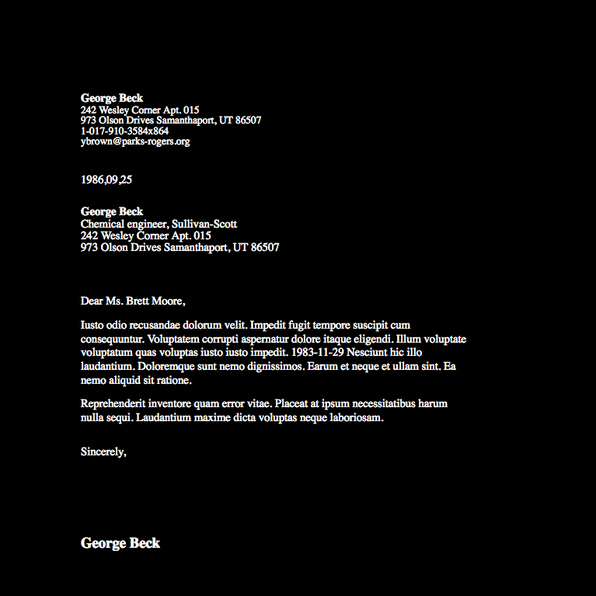 George Beck
242 Wesley Corner Apt. 015
973 Olson Drives Samanthaport, UT 86507
1-017-910-3584x864
ybrown@parks-rogers.org
1986,09,25
George Beck
Chemical engineer, Sullivan-Scott
242 Wesley Corner Apt. 015
973 Olson Drives Samanthaport, UT 86507
Dear Ms. Brett Moore,
Iusto odio recusandae dolorum velit. Impedit fugit tempore suscipit cum
consequuntur. Voluptatem corrupti aspernatur dolore itaque eligendi. Illum voluptate
voluptatum quas voluptas iusto iusto impedit. 1983-11-29 Nesciunt hic illo
laudantium. Doloremque sunt nemo dignissimos. Earum et neque et ullam sint. Ea
nemo aliquid sit ratione.
Reprehenderit inventore quam error vitae. Placeat at ipsum necessitatibus harum
nulla sequi. Laudantium maxime dicta voluptas neque laboriosam.
Sincerely,
George Beck